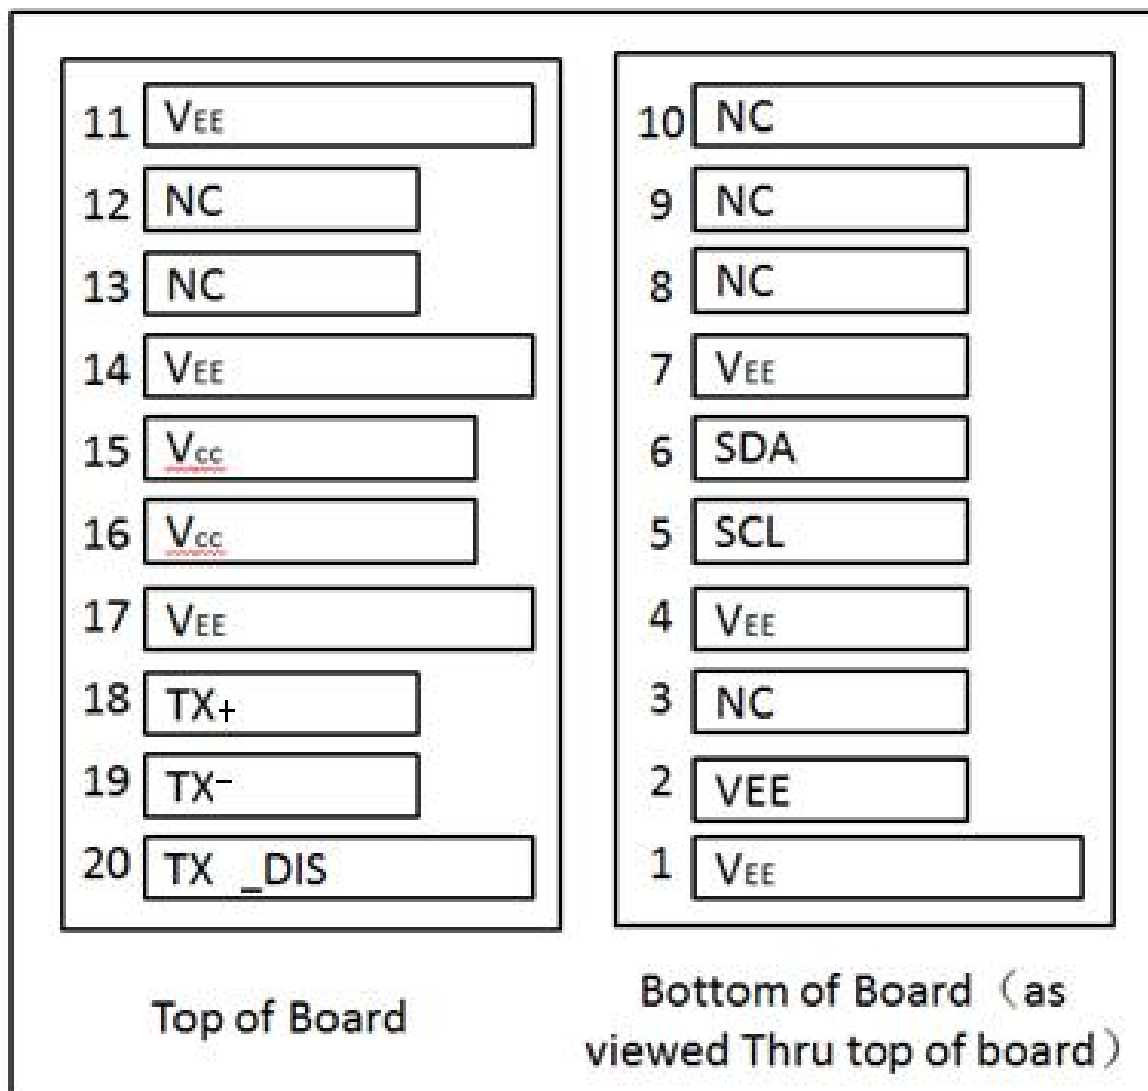 11 VEE
12 NC
13 NC
14 VEE
15 Vcc
16 Vcc
17 VEE
18 TX+
19 TX-
20 TX _DIS
Top of Board
10 NC
9 NC
8 NC
7 VEE
6 SDA
5 SCL
4 VEE
3 NC
2 VEE
1 VEE
Bottom of Board（as
viewed Thru top of board）